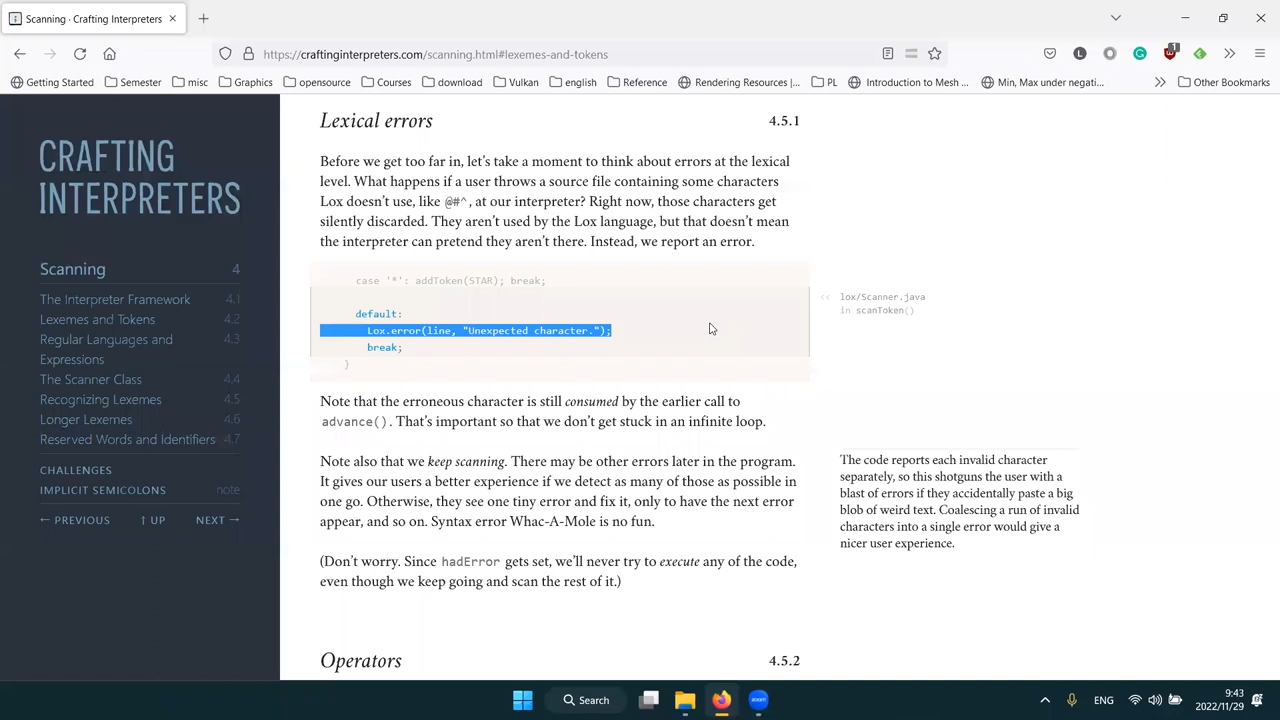 Scanning · Crafting Interpreters
https://craftinginterpreters.com/scanning.html#lexemes-and-tokens
1
Getting Started Semester misc Graphics opensource Courses download Vulkan english Reference Rendering Resources |... PL Introduction to Mesh ... Min, Max under negati... Other Bookmarks
CRAFTING
INTERPRETERS
Scanning 4
The Interpreter Framework 4.1
Lexemes and Tokens 4.2
Regular Languages and 4.3
Expressions
The Scanner Class 4.4
Recognizing Lexemes 4.5
Longer Lexemes 4.6
Reserved Words and Identifiers 4.7
CHALLENGES
IMPLICIT SEMICOLONS note
← PREVIOUS ↑ UP NEXT →
Lexical errors 4.5.1
Before we get too far in, let's take a moment to think about errors at the lexical
level. What happens if a user throws a source file containing some characters
Lox doesn't use, like @#^, at our interpreter? Right now, those characters get
silently discarded. They aren't used by the Lox language, but that doesn't mean
the interpreter can pretend they aren't there. Instead, we report an error.
case '*': addToken(STAR); break;
default:
Lox.error(line, "Unexpected character.");
break;
}
<< lox/Scanner.java
in scanToken()
Note that the erroneous character is still consumed by the earlier call to
advance(). That's important so that we don't get stuck in an infinite loop.
Note also that we keep scanning. There may be other errors later in the program.
It gives our users a better experience if we detect as many of those as possible in
one go. Otherwise, they see one tiny error and fix it, only to have the next error
appear, and so on. Syntax error Whac-A-Mole is no fun.
The code reports each invalid character
separately, so this shotguns the user with a
blast of errors if they accidentally paste a big
blob of weird text. Coalescing a run of invalid
characters into a single error would give a
nicer user experience.
(Don't worry. Since hadError gets set, we'll never try to execute any of the code,
even though we keep going and scan the rest of it.)
Operators 4.5.2
Search
zoom
ENG
9:43
2022/11/29